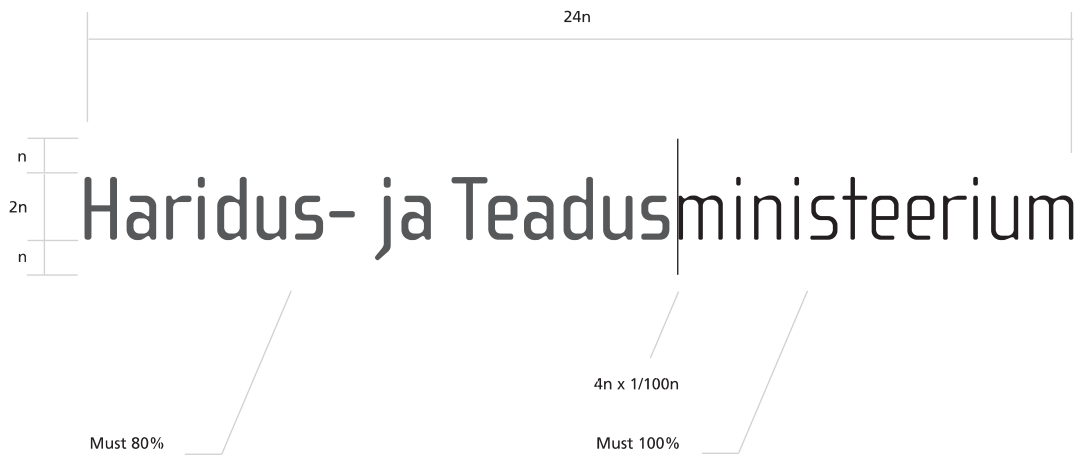 24n
n
2n
n
Haridus- ja Teadusministeerium
4n x 1/100n
Must 80%
Must 100%